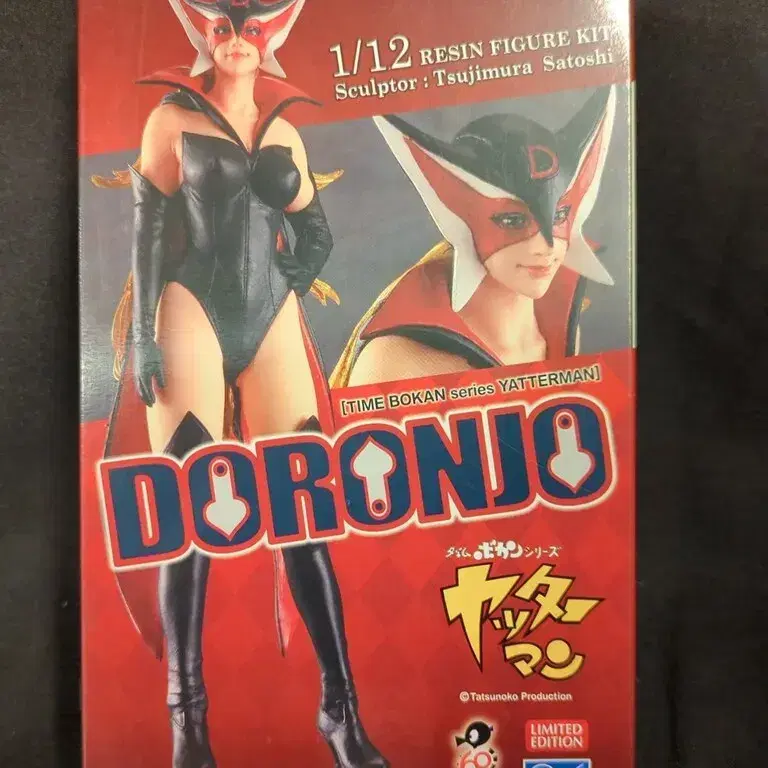 D
1/12 RESIN FIGURE KIT
Sculptor : Tsujimura Satoshi
D
[TIME BOKAN series YATTERMAN]
DORONJO
タイム ボカン シリーズ
ヤッター
マン
©Tatsunoko Production
60
LIMITED
EDITION